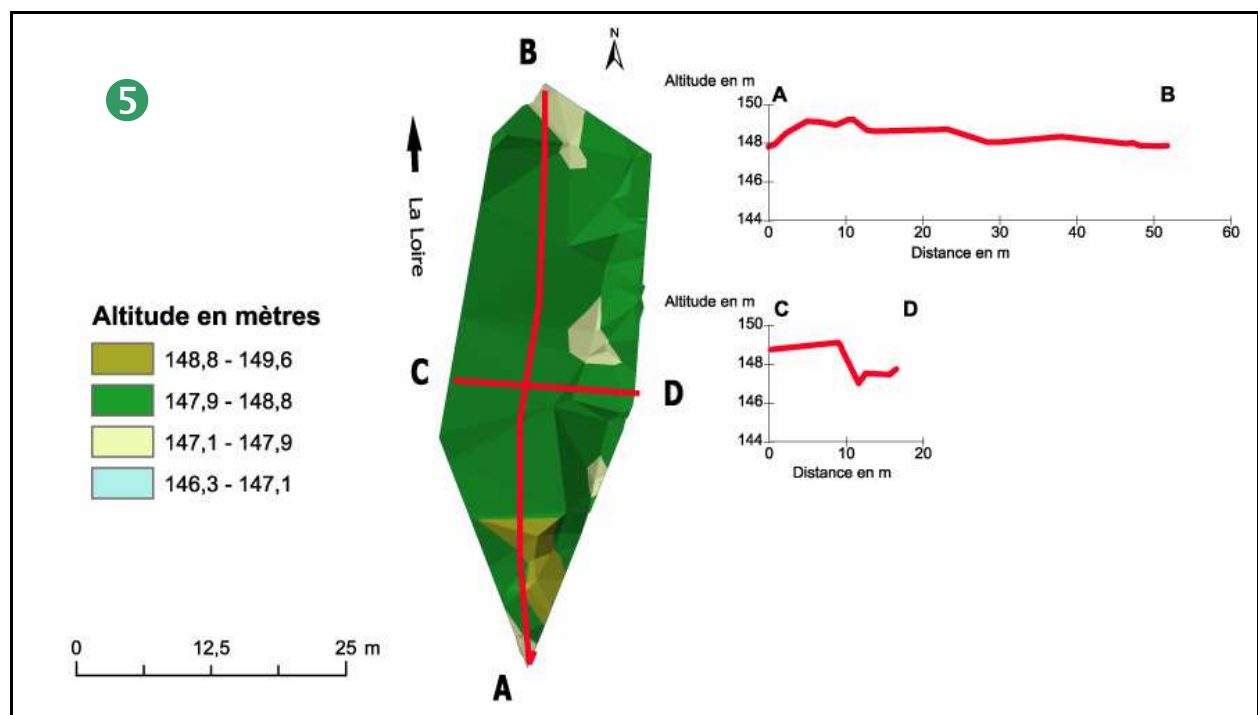 5
B
N
La Loire
C
D
A
Altitude en mètres
148,8 - 149,6
147,9 - 148,8
147,1 - 147,9
146,3 - 147,1
0 12,5 25 m
Altitude en m
A B
150
148
146
144
0 10 20 30 40 50 60
Distance en m
Altitude en m
C D
150
148
146
144
0 10 20
Distance en m